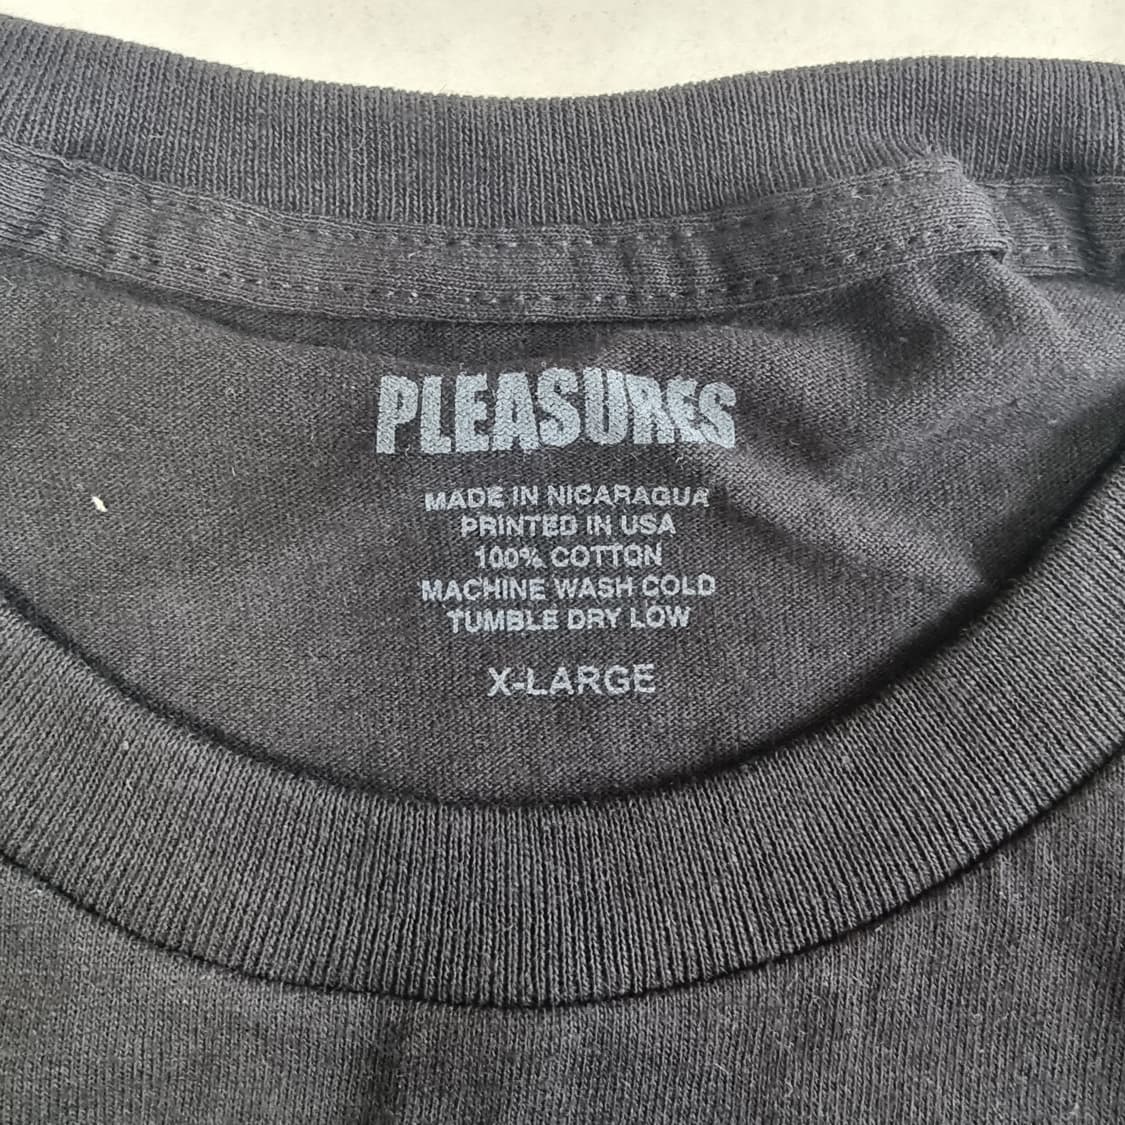 PLEASURES
MADE IN NICARAGUA
PRINTED IN USA
100% COTTON
MACHINE WASH COLD
TUMBLE DRY LOW
X-LARGE